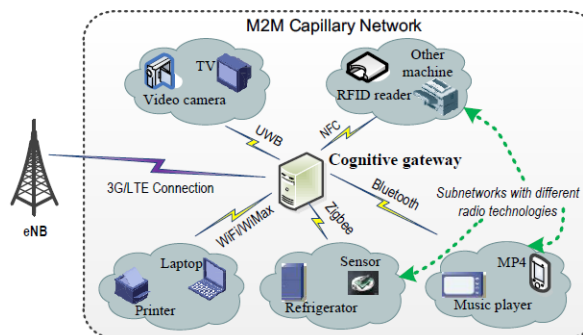 M2M Capillary Network
TV
Video camera
Other
machine
RFID reader
UWB
NFC
Cognitive gateway
3G/LTE Connection
Bluetooth
Subnetworks with different
radio technologies
eNB
WiFi/WiMax
Zigbee
Laptop
Printer
Sensor
Refrigerator
MP4
Music player